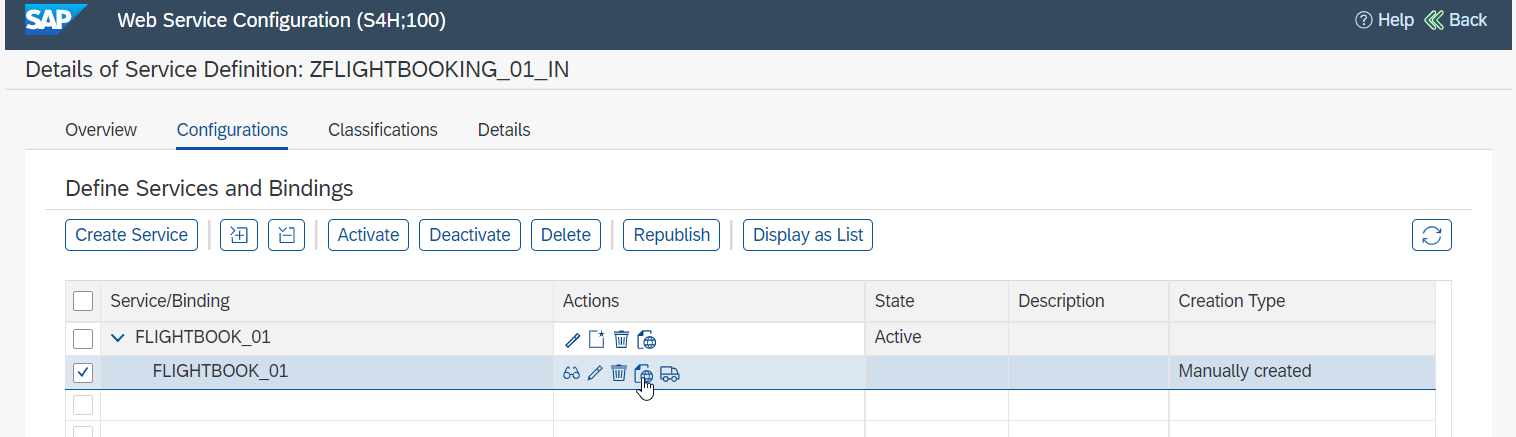 SAP Web Service Configuration (S4H;100) Help Back
Details of Service Definition: ZFLIGHTBOOKING_01_IN
Overview Configurations Classifications Details
Define Services and Bindings
Create Service Activate Deactivate Delete Republish Display as List
Service/Binding Actions State Description Creation Type
FLIGHTBOOK_01 Active
FLIGHTBOOK_01 Manually created